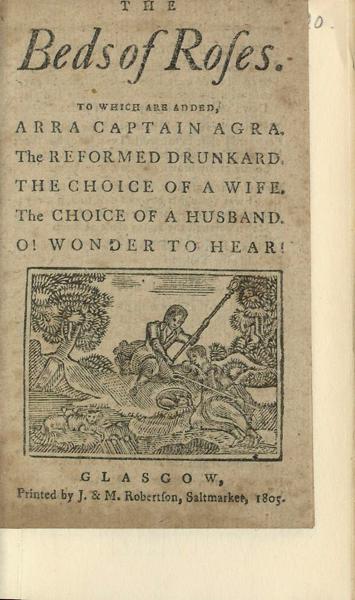 THE
Beds of Roſes.
TO WHICH ARE ADDED,
ARRA CAPTAIN AGRA.
The REFORMED DRUNKARD.
THE CHOICE OF A WIFE.
The CHOICE OF A HUSBAND.
O! WONDER TO HEAR!
GLASGOW,
Printed by J. & M. Robertſon, Saltmarket, 1805.